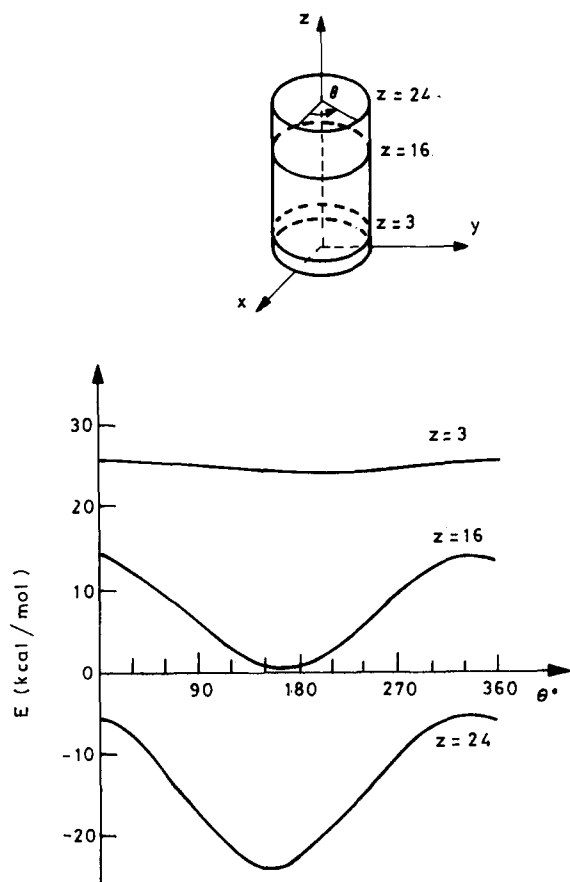 z
θ
z = 24
z = 16
z = 3
y
x
30
z = 3
20
z = 16
10
E (kcal/mol)
0
90
180
270
360
θ°
z = 24
-10
-20